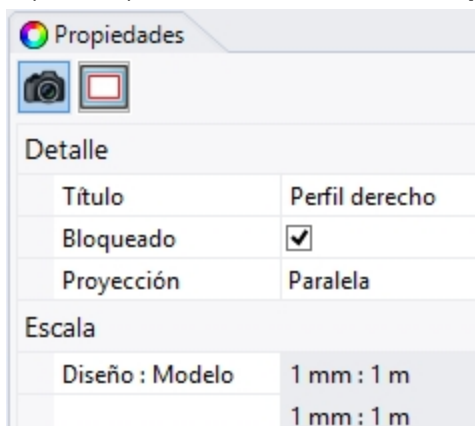 Propiedades
Detalle
Título Perfil derecho
Bloqueado
Proyección Paralela
Escala
Diseño : Modelo 1 mm : 1 m
1 mm : 1 m